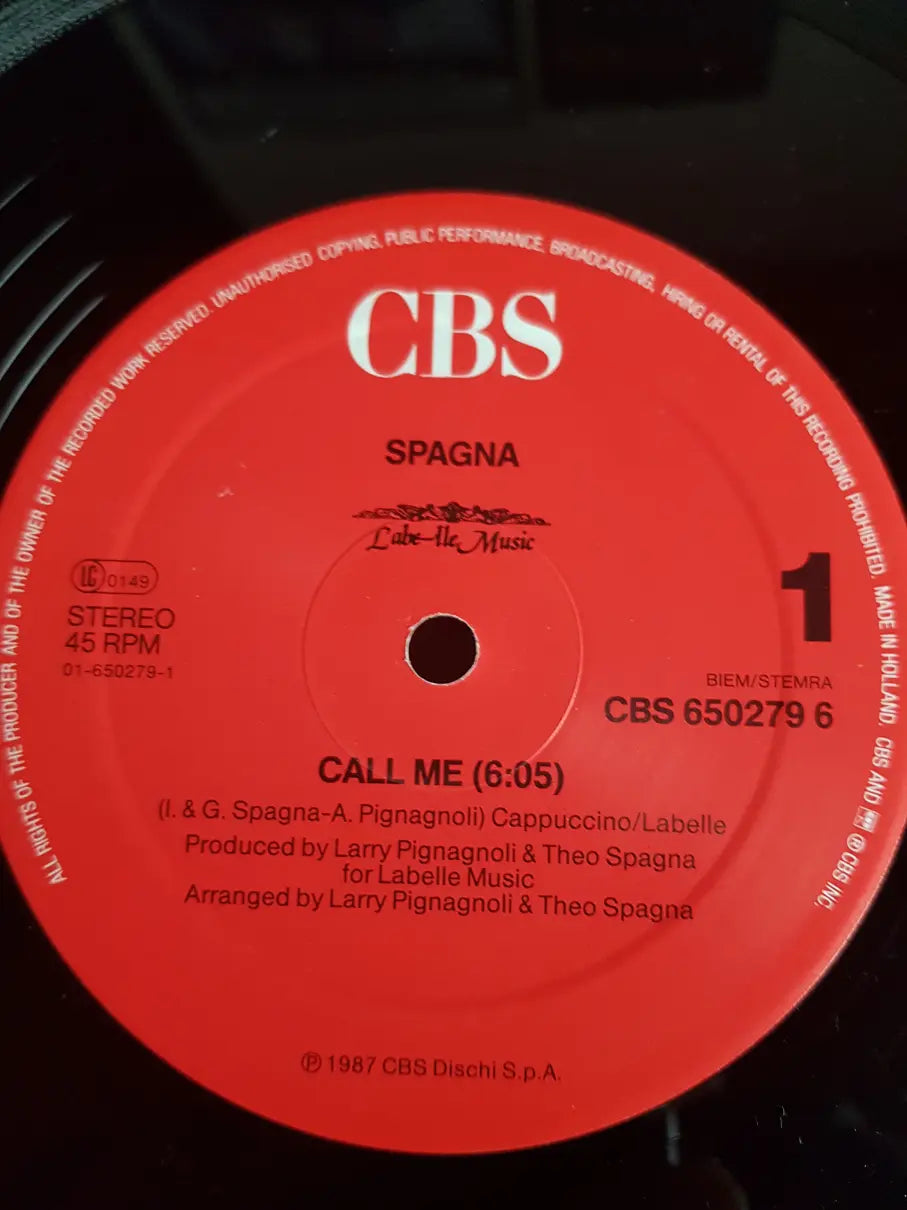 ALL RIGHTS OF THE PRODUCER AND OF THE OWNER OF THE RECORDED WORK RESERVED. UNAUTHORISED COPYING, PUBLIC PERFORMANCE, BROADCASTING, HIRING OR RENTAL OF THIS RECORDING PROHIBITED. MADE IN HOLLAND. CBS AND ® CBS INC.
CBS
SPAGNA
Labe-lle Music
LC 0149
STEREO
45 RPM
01-650279-1
1
BIEM/STEMRA
CBS 650279 6
CALL ME (6:05)
(I. & G. Spagna-A. Pignagnoli) Cappuccino/Labelle
Produced by Larry Pignagnoli & Theo Spagna
for Labelle Music
Arranged by Larry Pignagnoli & Theo Spagna
℗ 1987 CBS Dischi S.p.A.